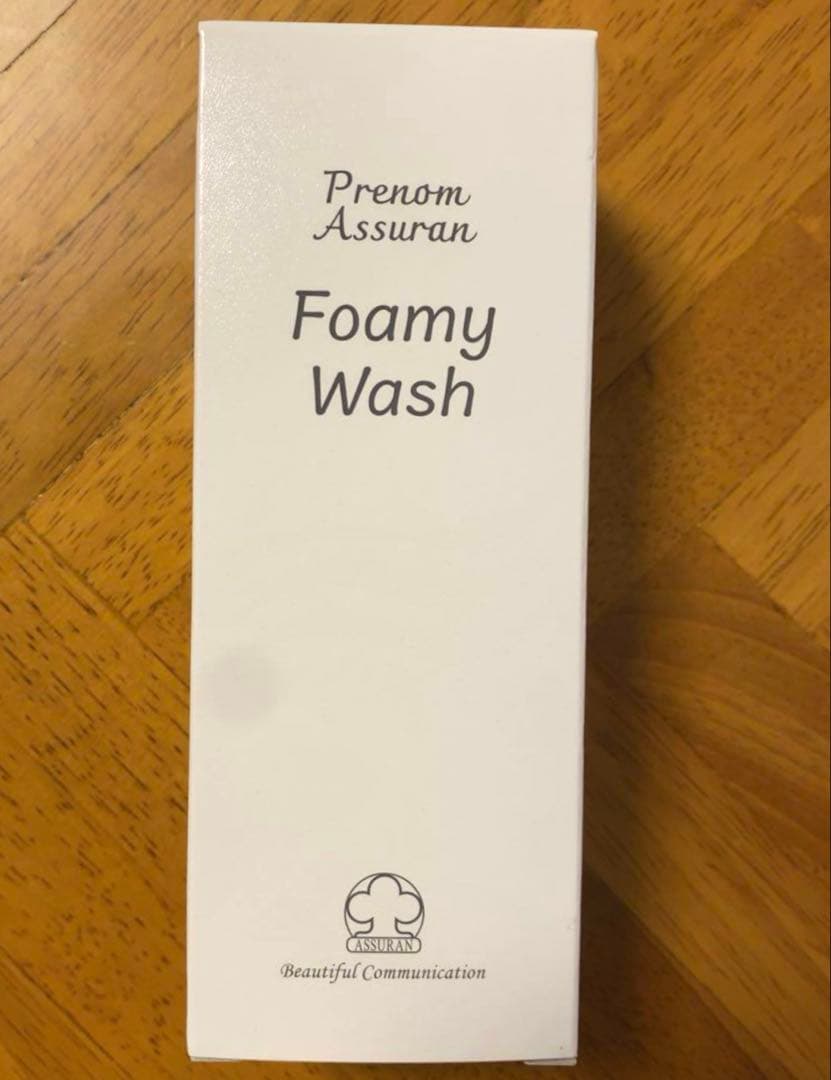 Prenom
Assuran
Foamy
Wash
ASSURAN
Beautiful Communication